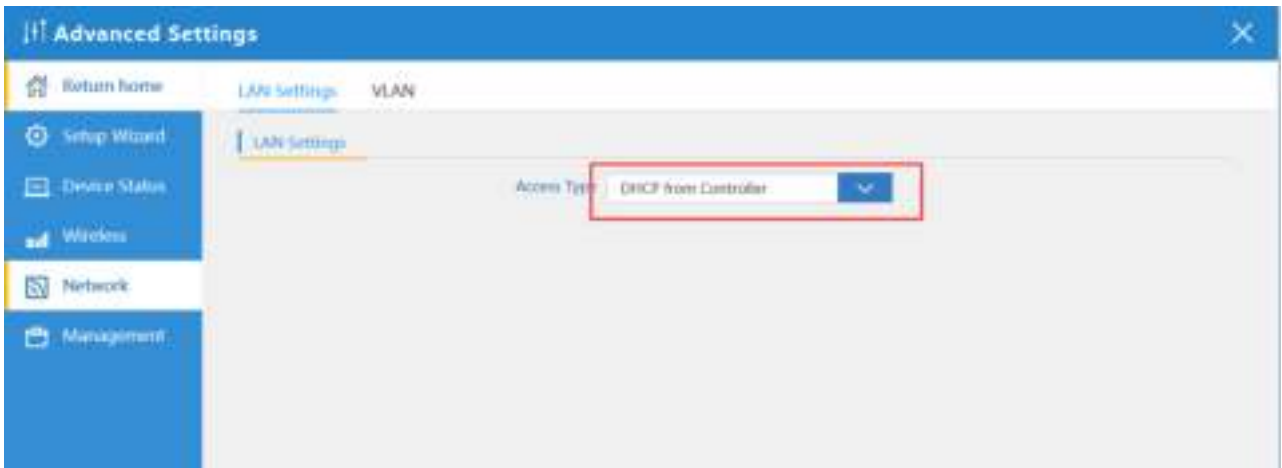 Advanced Settings
Return home
LAN Settings VLAN
Setup Wizard
LAN Settings
Device Status
Access Type DHCP from Controller
Wireless
Network
Management